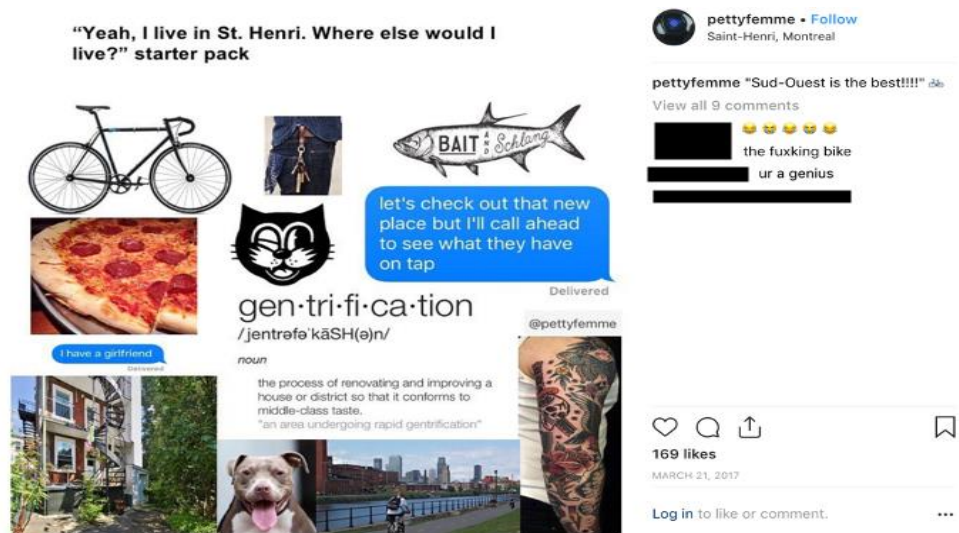 “Yeah, I live in St. Henri. Where else would I
live?” starter pack
BAIT AND Schlang
let's check out that new
place but I'll call ahead
to see what they have
on tap
Delivered
gen·tri·fi·ca·tion
/jentrəfəˈkāSH(ə)n/
noun
the process of renovating and improving a
house or district so that it conforms to
middle-class taste.
"an area undergoing rapid gentrification"
@pettyfemme
I have a girlfriend
Delivered
pettyfemme • Follow
Saint-Henri, Montreal
pettyfemme "Sud-Ouest is the best!!!!" 🚲
View all 9 comments
😂😂😂😂😂
the fuxking bike
ur a genius
169 likes
MARCH 21, 2017
Log in to like or comment.